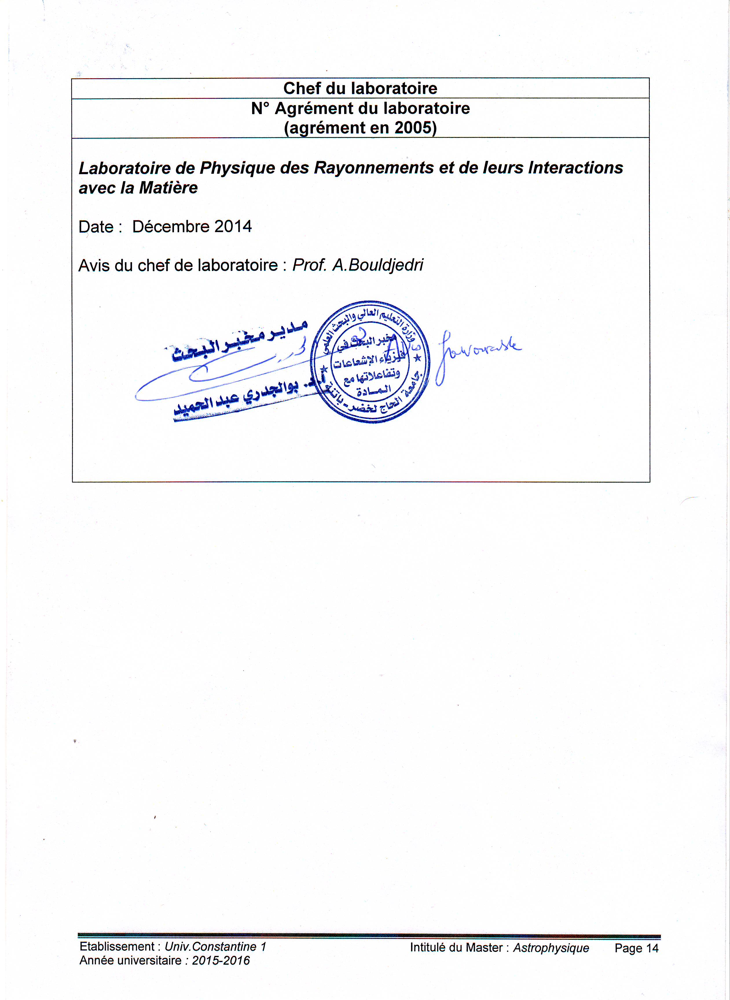 Chef du laboratoire
N° Agrément du laboratoire
(agrément en 2005)
Laboratoire de Physique des Rayonnements et de leurs Interactions
avec la Matière
Date : Décembre 2014
Avis du chef de laboratoire : Prof. A.Bouldjedri
مدير مخبر البحث
أ.د. بوالجدري عبد الحميد
وزارة التعليم العالي والبحث العلمي
مخبر البحث في
فيزياء الإشعاعات
وتفاعلاتها مع
المادة
جامعة الحاج لخضر - باتنة
Etablissement : Univ.Constantine 1 Intitulé du Master : Astrophysique Page 14
Année universitaire : 2015-2016